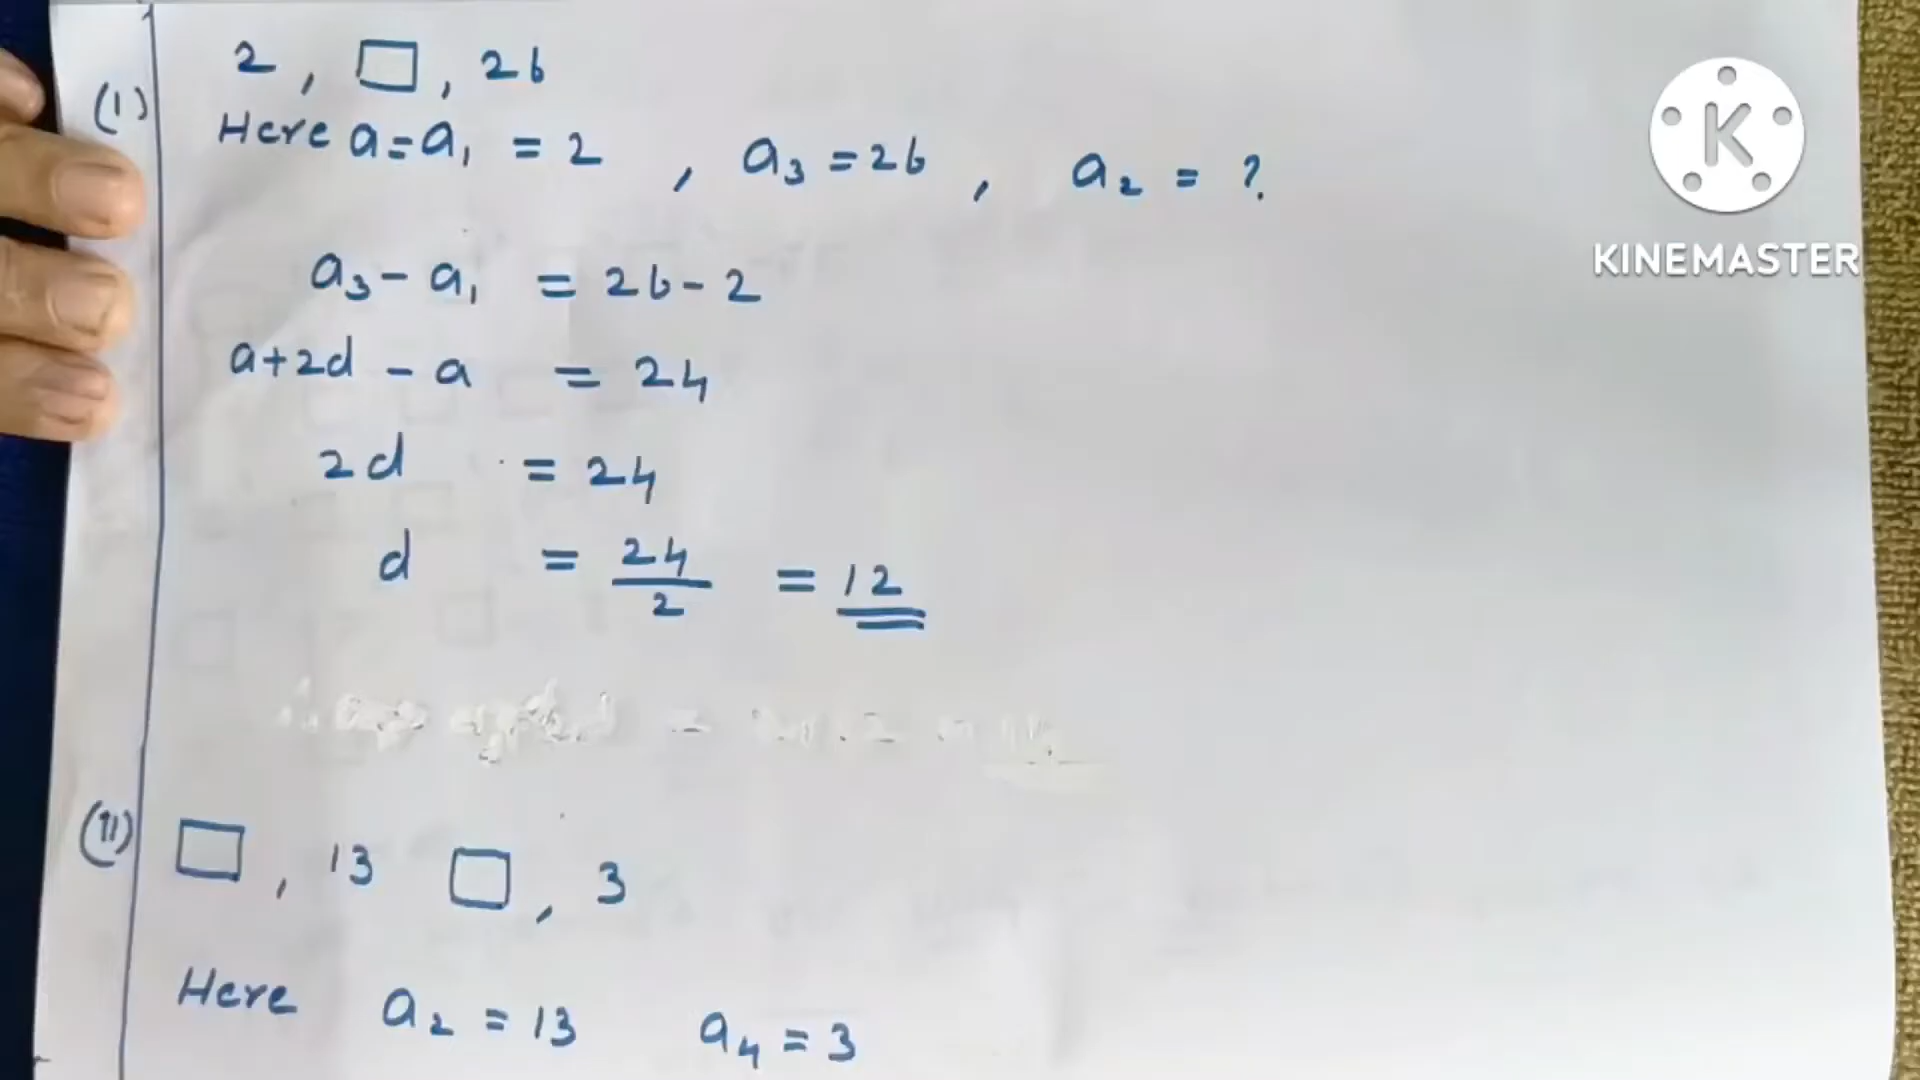 (I) 2, □, 26
Here a = a₁ = 2, a₃ = 26, a₂ = ?
a₃ - a₁ = 26 - 2
a + 2d - a = 24
2d = 24
d = 24/2 = 12
(II) □, 13 □, 3
Here a₂ = 13 a₄ = 3
K
KINEMASTER